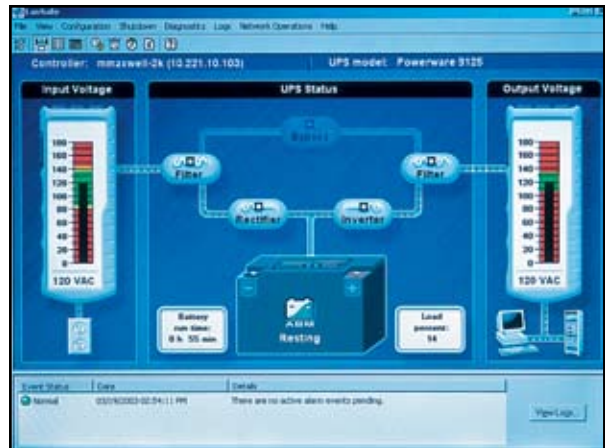 LanSafe
File View Configuration Shutdown Diagnostics Logs Network Operations Help
Controller: mmaxwell-2k (10.221.10.103) UPS model: Powerware 9125
Input Voltage UPS Status Output Voltage
Bypass
180 180
160 160
140 140
120 120
100 100
80 80
60 60
40 40
20 20
0 0
Filter Filter
Rectifier Inverter
120 VAC 120 VAC
Battery
run time:
0 h 55 min
ABM
Resting
Load
percent:
14
Event Status Date Details
Normal There are no active alarm events pending.
View Logs...